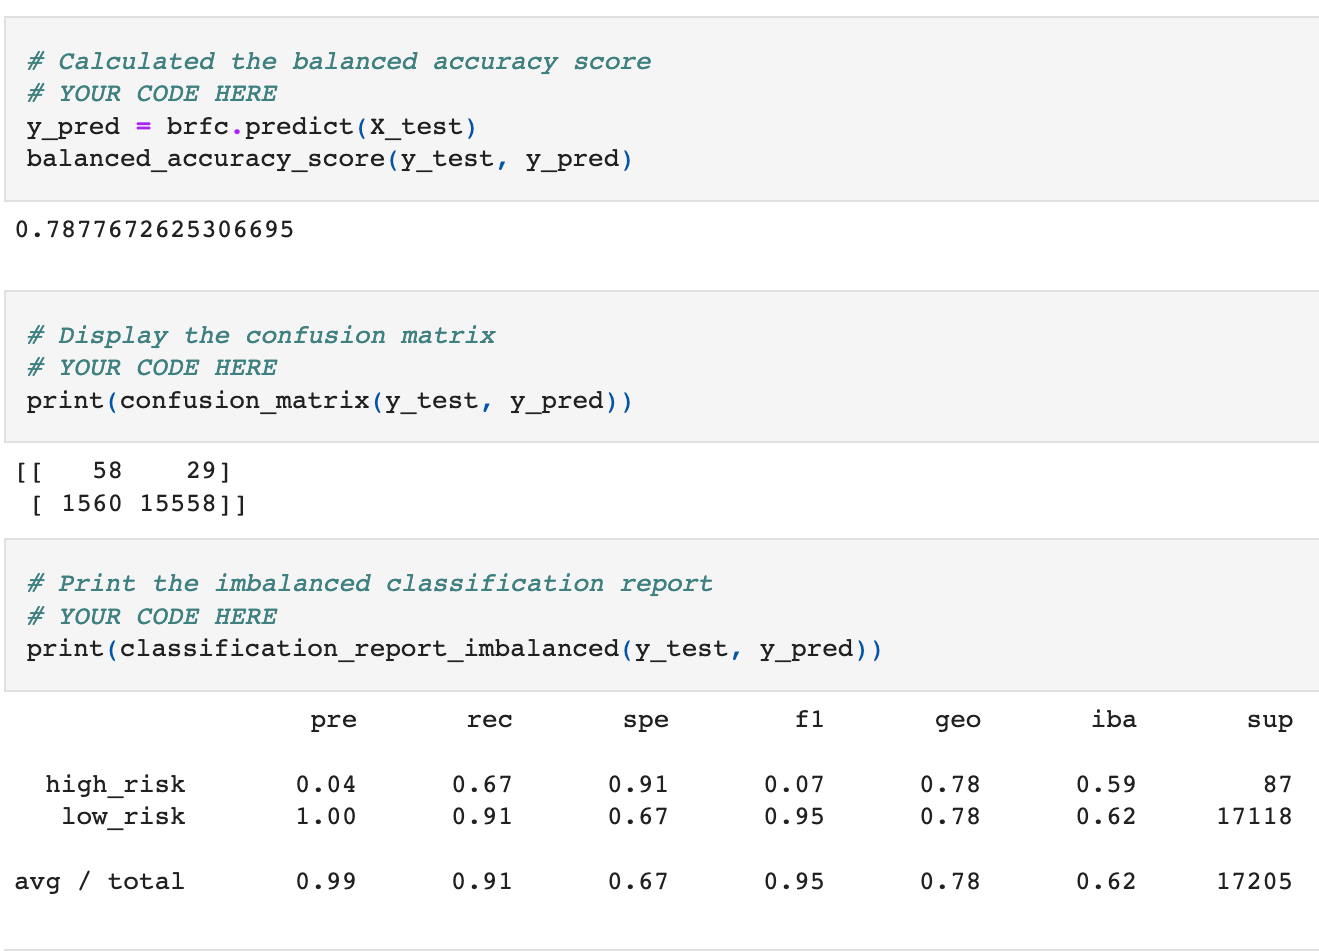 # Calculated the balanced accuracy score
# YOUR CODE HERE
y_pred = brfc.predict(X_test)
balanced_accuracy_score(y_test, y_pred)
0.7877672625306695
# Display the confusion matrix
# YOUR CODE HERE
print(confusion_matrix(y_test, y_pred))
[[   58    29]
 [ 1560 15558]]
# Print the imbalanced classification report
# YOUR CODE HERE
print(classification_report_imbalanced(y_test, y_pred))
                   pre       rec       spe        f1       geo       iba       sup
  high_risk       0.04      0.67      0.91      0.07      0.78      0.59        87
   low_risk       1.00      0.91      0.67      0.95      0.78      0.62     17118
avg / total       0.99      0.91      0.67      0.95      0.78      0.62     17205